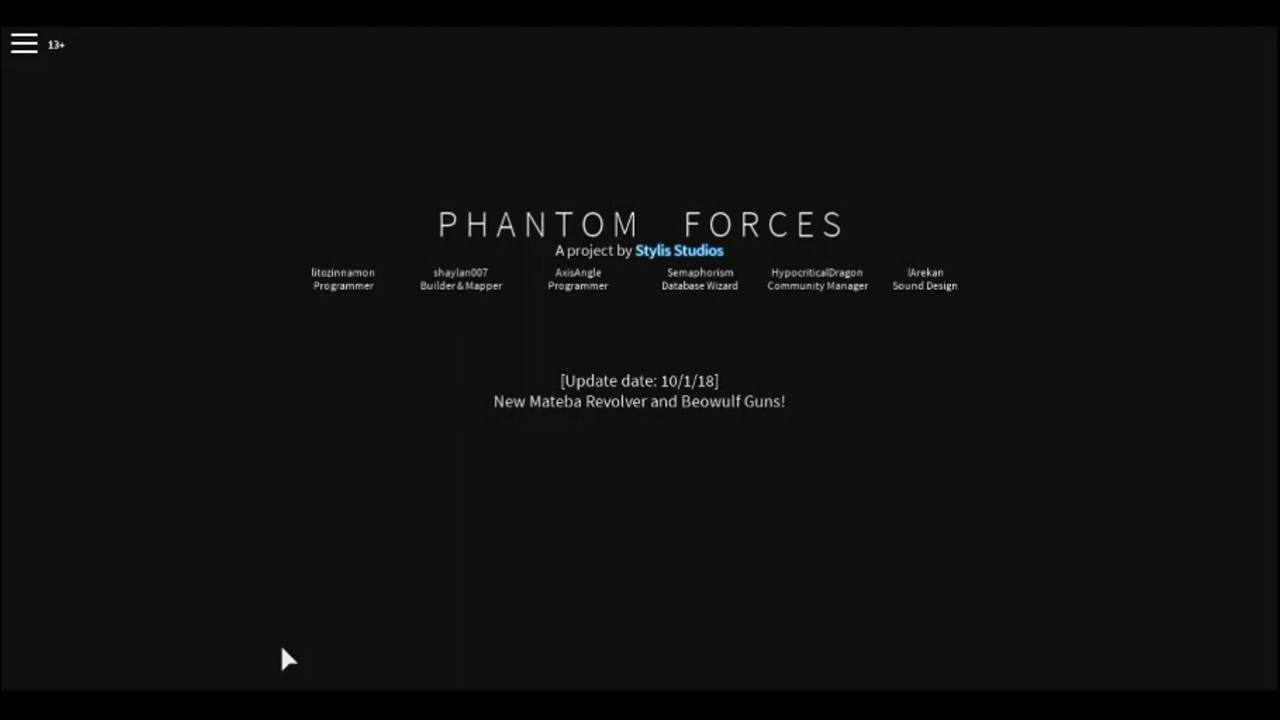 13+
PHANTOM FORCES
A project by Stylis Studios
litozinnamon shaylan007 AxisAngle Semaphorism HypocriticalDragon lArekan
Programmer Builder & Mapper Programmer Database Wizard Community Manager Sound Design
[Update date: 10/1/18]
New Mateba Revolver and Beowulf Guns!